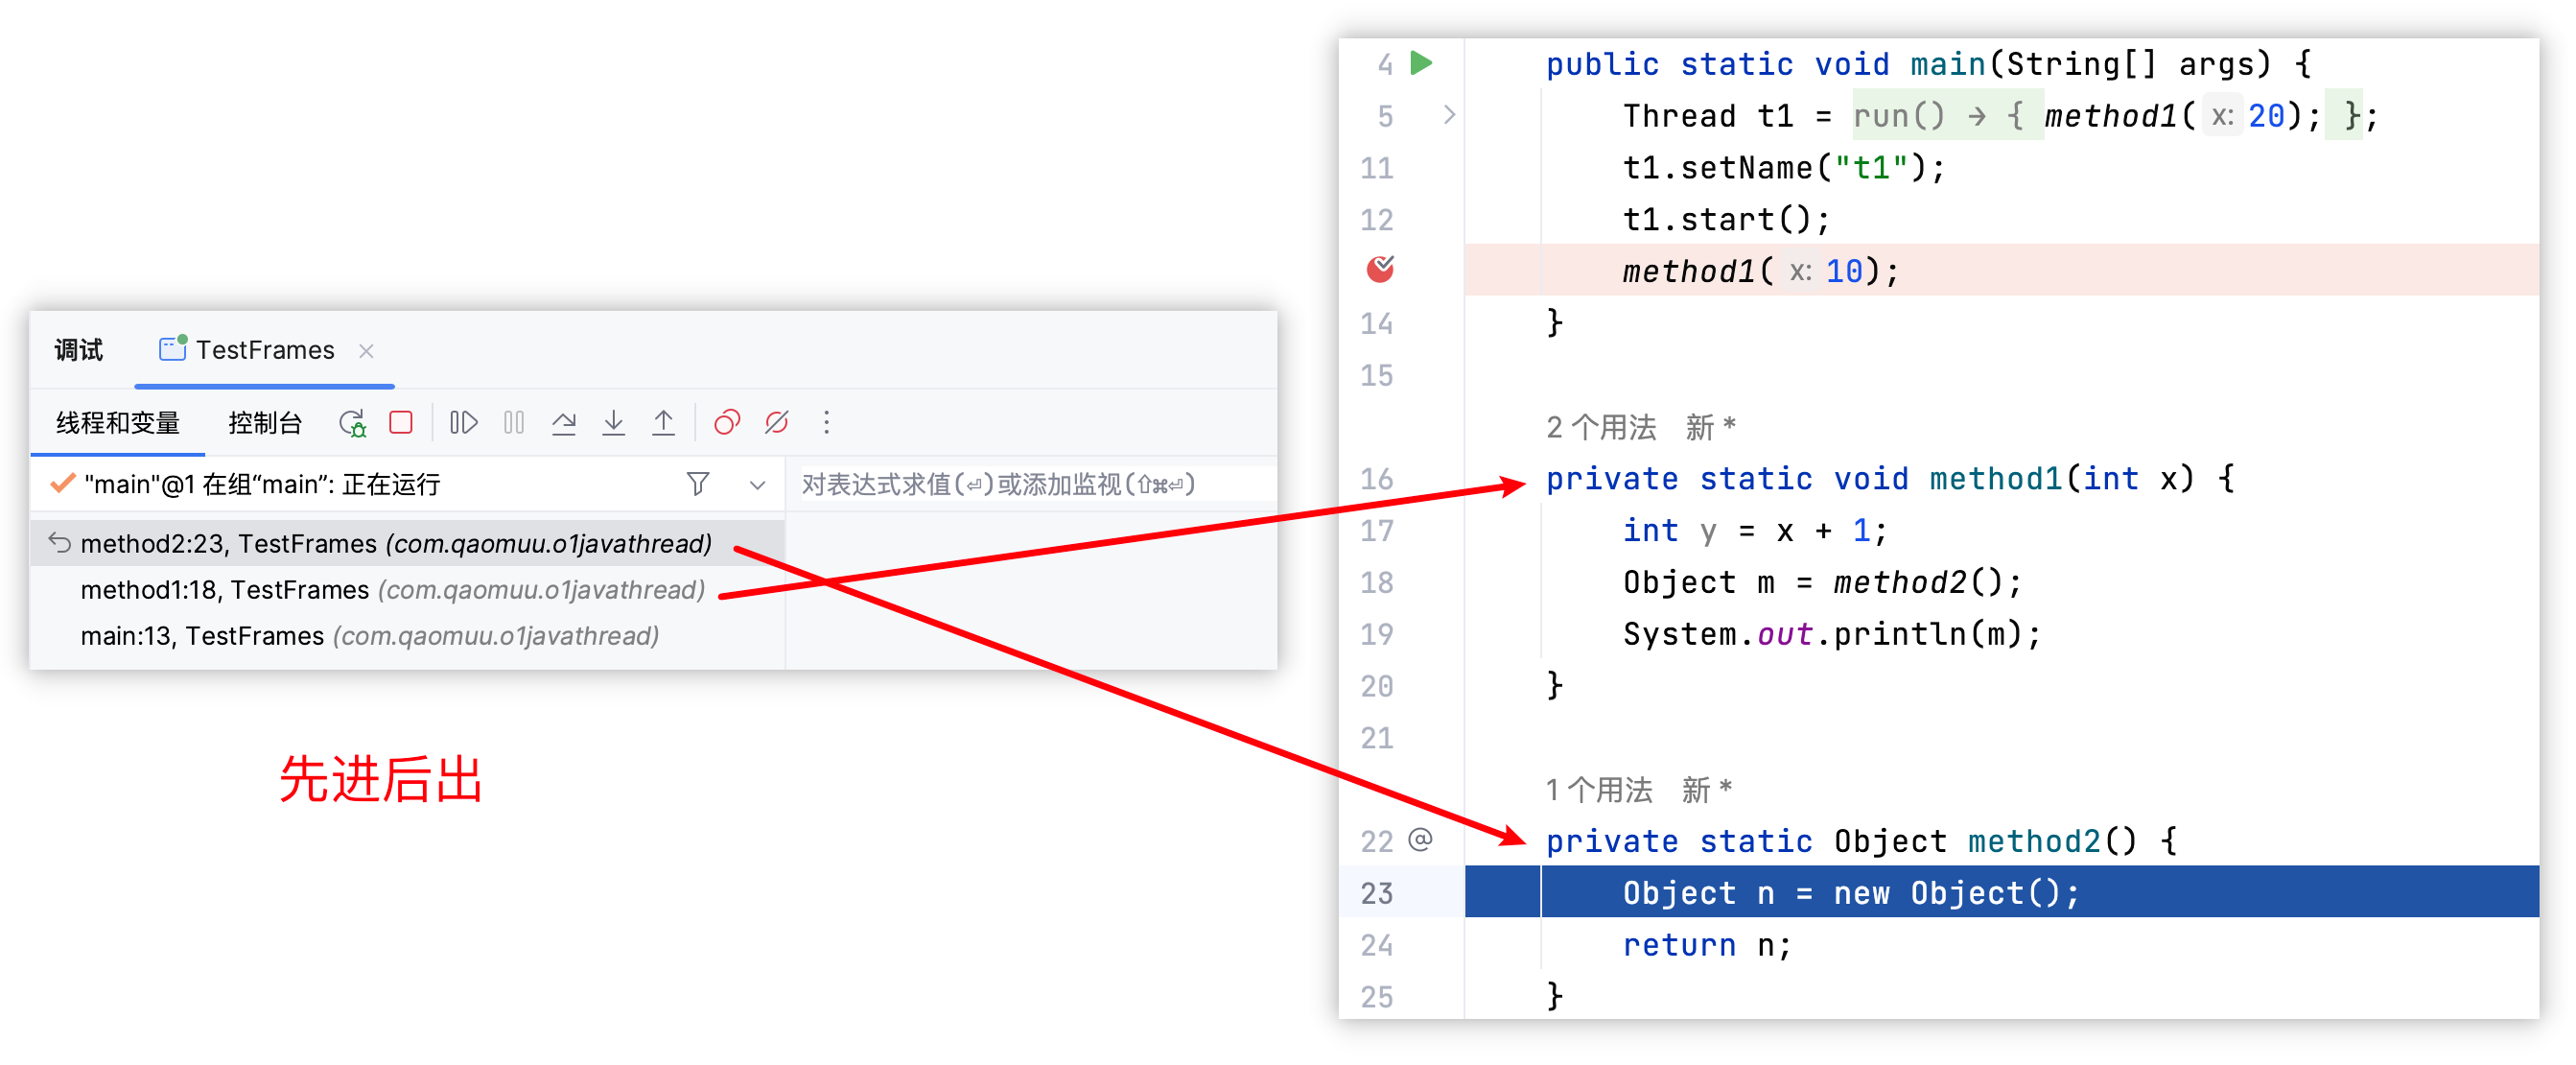 调试 TestFrames
线程和变量 控制台
"main"@1 在组“main”: 正在运行
对表达式求值(⏎)或添加监视(⇧⌘⏎)
method2:23, TestFrames (com.qaomuu.o1javathread)
method1:18, TestFrames (com.qaomuu.o1javathread)
main:13, TestFrames (com.qaomuu.o1javathread)
先进后出
4 public static void main(String[] args) {
5 Thread t1 = run() → { method1( x: 20); };
11 t1.setName("t1");
12 t1.start();
method1( x: 10);
14 }
15
2 个用法 新 *
16 private static void method1(int x) {
17 int y = x + 1;
18 Object m = method2();
19 System.out.println(m);
20 }
21
1 个用法 新 *
22 @ private static Object method2() {
23 Object n = new Object();
24 return n;
25 }